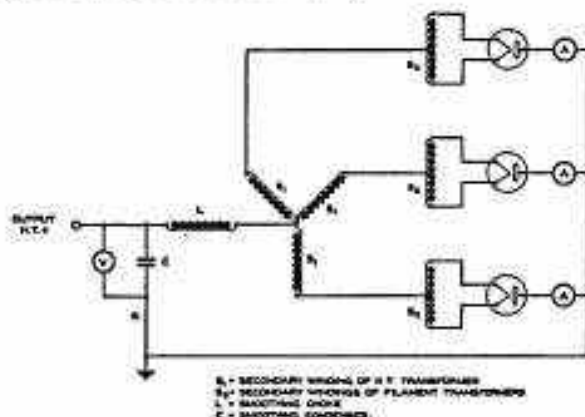 OUTPUT
H.T.+
L
V
C
S₁
S₁
S₁
S₂
S₂
S₂
A
A
A
S₁ = SECONDARY WINDING OF H.T. TRANSFORMER
S₂ = SECONDARY WINDINGS OF FILAMENT TRANSFORMERS
L = SMOOTHING CHOKE
C = SMOOTHING CONDENSER